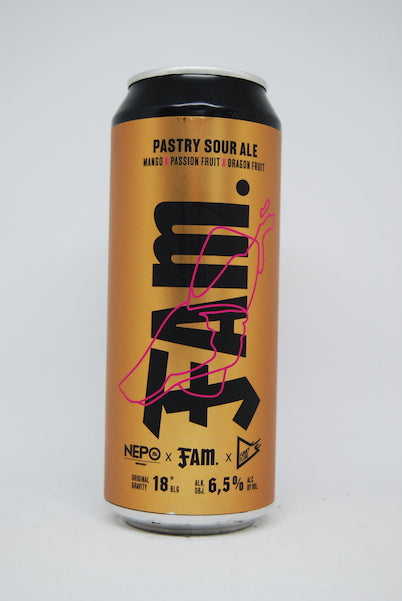 PASTRY SOUR ALE
MANGO X PASSION FRUIT X DRAGON FRUIT
FAM.
NEPO X FAM. X
ORIGINAL GRAVITY 18° BLG ALK. OBJ. 6,5% ALC. BY VOL.